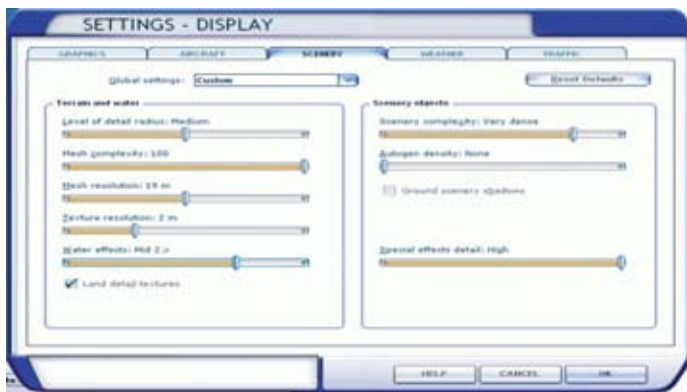 SETTINGS - DISPLAY
GRAPHICS AIRCRAFT SCENERY WEATHER TRAFFIC
Global settings: Custom Reset Defaults
Terrain and water
Level of detail radius: Medium
Mesh complexity: 100
Mesh resolution: 19 m
Texture resolution: 2 m
Water effects: Mid 2.x
Land detail textures
Scenery objects
Scenery complexity: Very dense
Autogen density: None
Ground scenery shadows
Special effects detail: High
HELP CANCEL OK